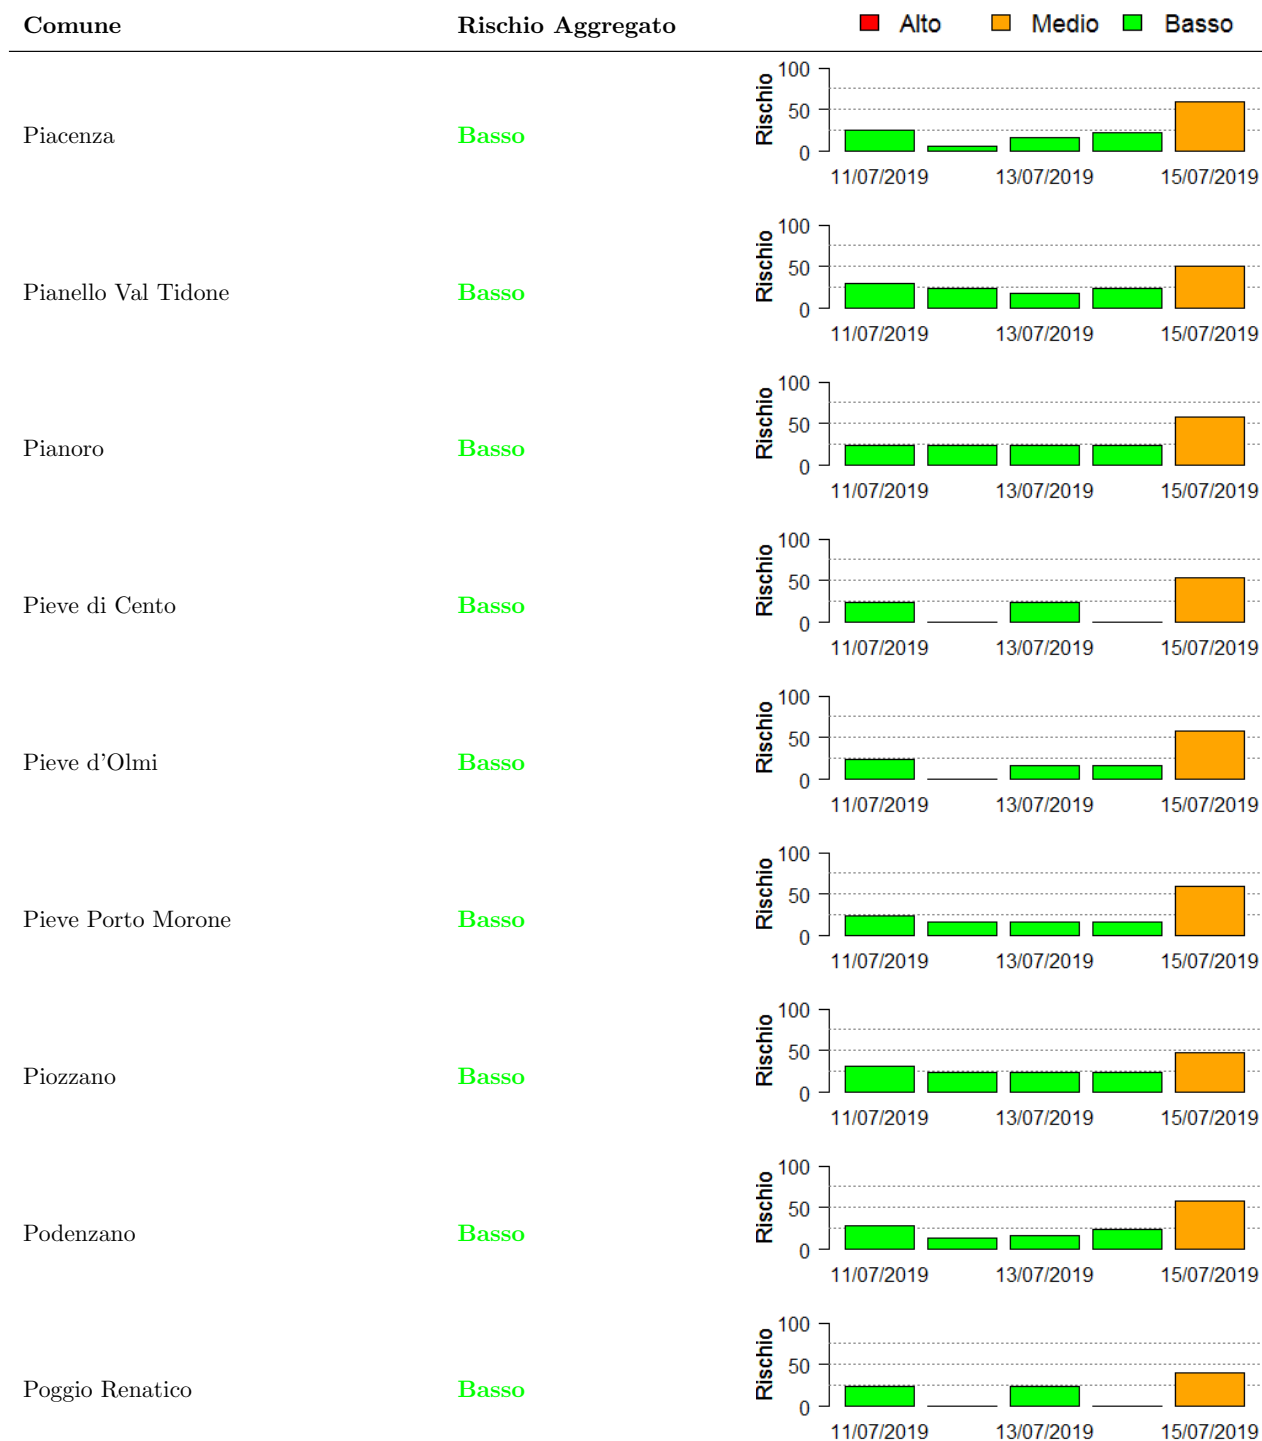 Comune Rischio Aggregato Alto Medio Basso
Piacenza Basso
Rischio
100
50
0
11/07/2019 13/07/2019 15/07/2019
Pianello Val Tidone Basso
Rischio
100
50
0
11/07/2019 13/07/2019 15/07/2019
Pianoro Basso
Rischio
100
50
0
11/07/2019 13/07/2019 15/07/2019
Pieve di Cento Basso
Rischio
100
50
0
11/07/2019 13/07/2019 15/07/2019
Pieve d'Olmi Basso
Rischio
100
50
0
11/07/2019 13/07/2019 15/07/2019
Pieve Porto Morone Basso
Rischio
100
50
0
11/07/2019 13/07/2019 15/07/2019
Piozzano Basso
Rischio
100
50
0
11/07/2019 13/07/2019 15/07/2019
Podenzano Basso
Rischio
100
50
0
11/07/2019 13/07/2019 15/07/2019
Poggio Renatico Basso
Rischio
100
50
0
11/07/2019 13/07/2019 15/07/2019